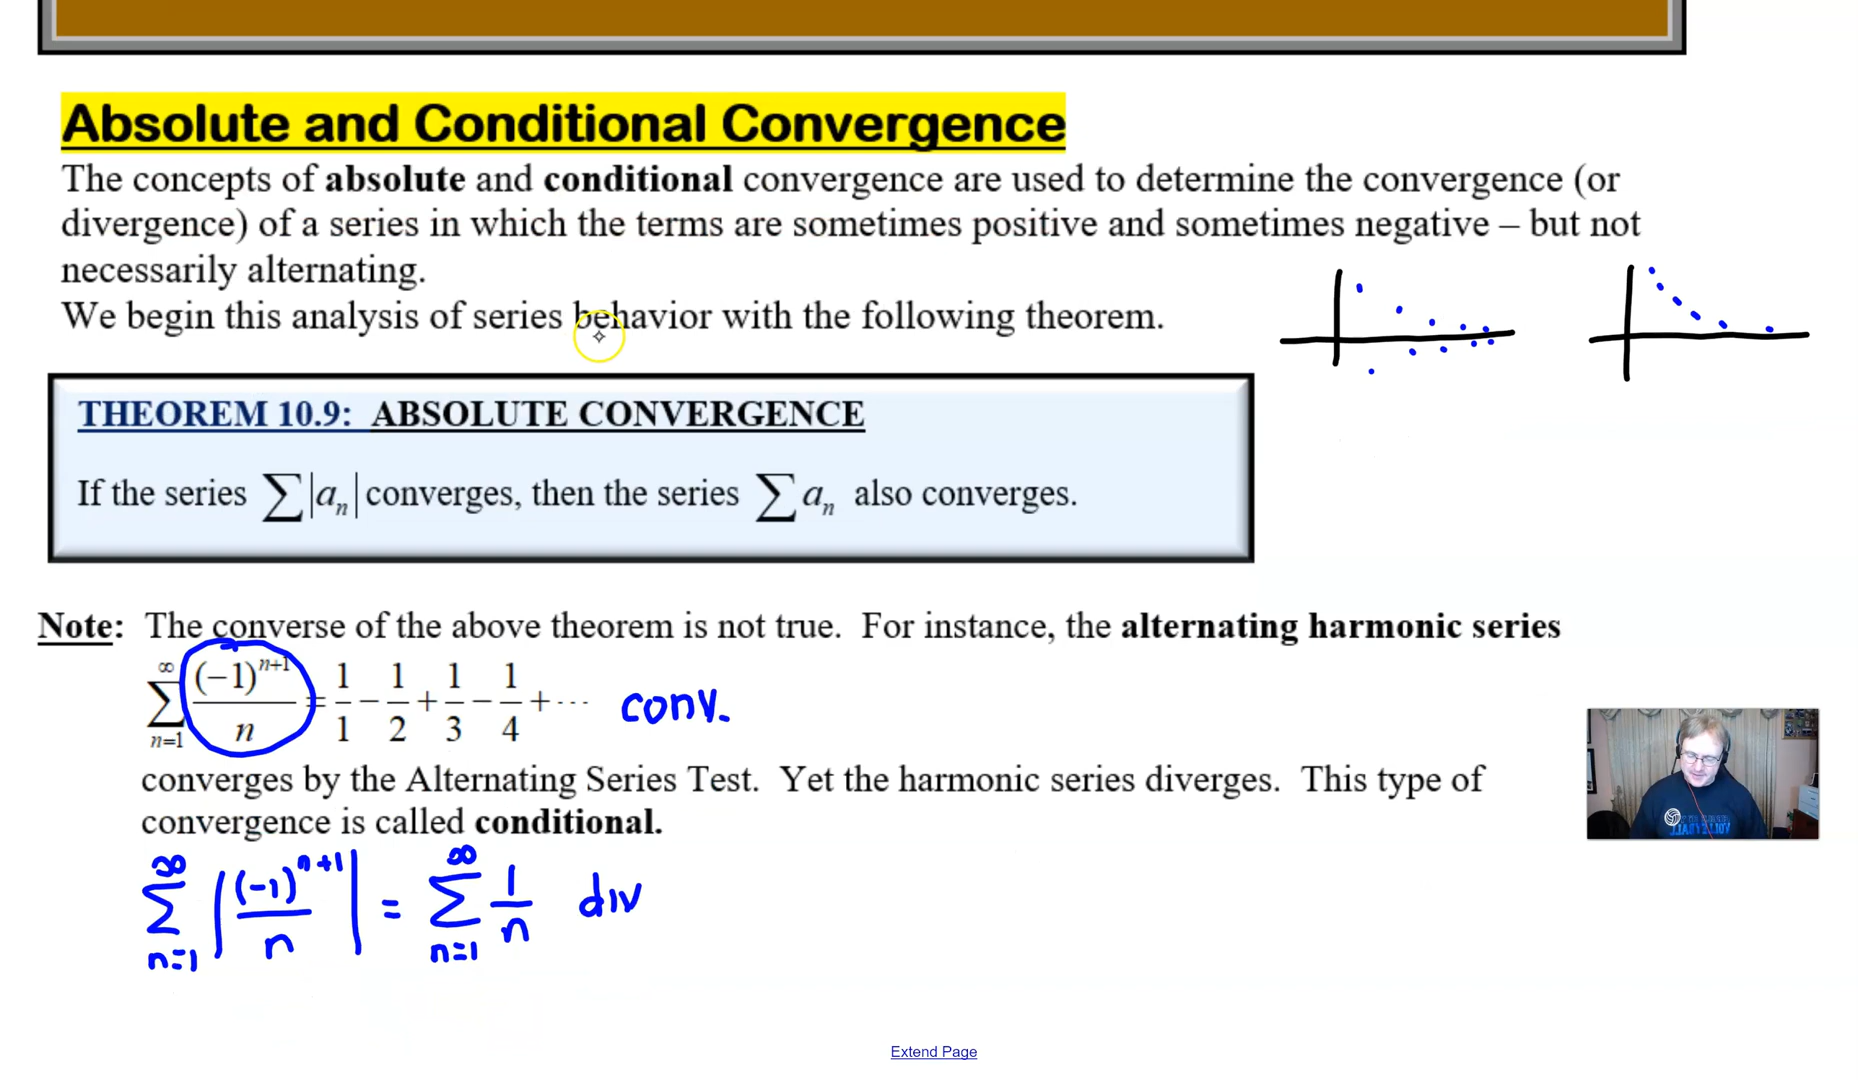 Absolute and Conditional Convergence
The concepts of absolute and conditional convergence are used to determine the convergence (or
divergence) of a series in which the terms are sometimes positive and sometimes negative – but not
necessarily alternating.
We begin this analysis of series behavior with the following theorem.
THEOREM 10.9: ABSOLUTE CONVERGENCE
If the series ∑|aₙ| converges, then the series ∑ aₙ also converges.
Note: The converse of the above theorem is not true. For instance, the alternating harmonic series
∑_{n=1}^{∞} (−1)^{n+1}/n = 1/1 − 1/2 + 1/3 − 1/4 + ⋯ conv.
converges by the Alternating Series Test. Yet the harmonic series diverges. This type of
convergence is called conditional.
∑_{n=1}^{∞} |(-1)^{n+1}/n| = ∑_{n=1}^{∞} 1/n div
Extend Page